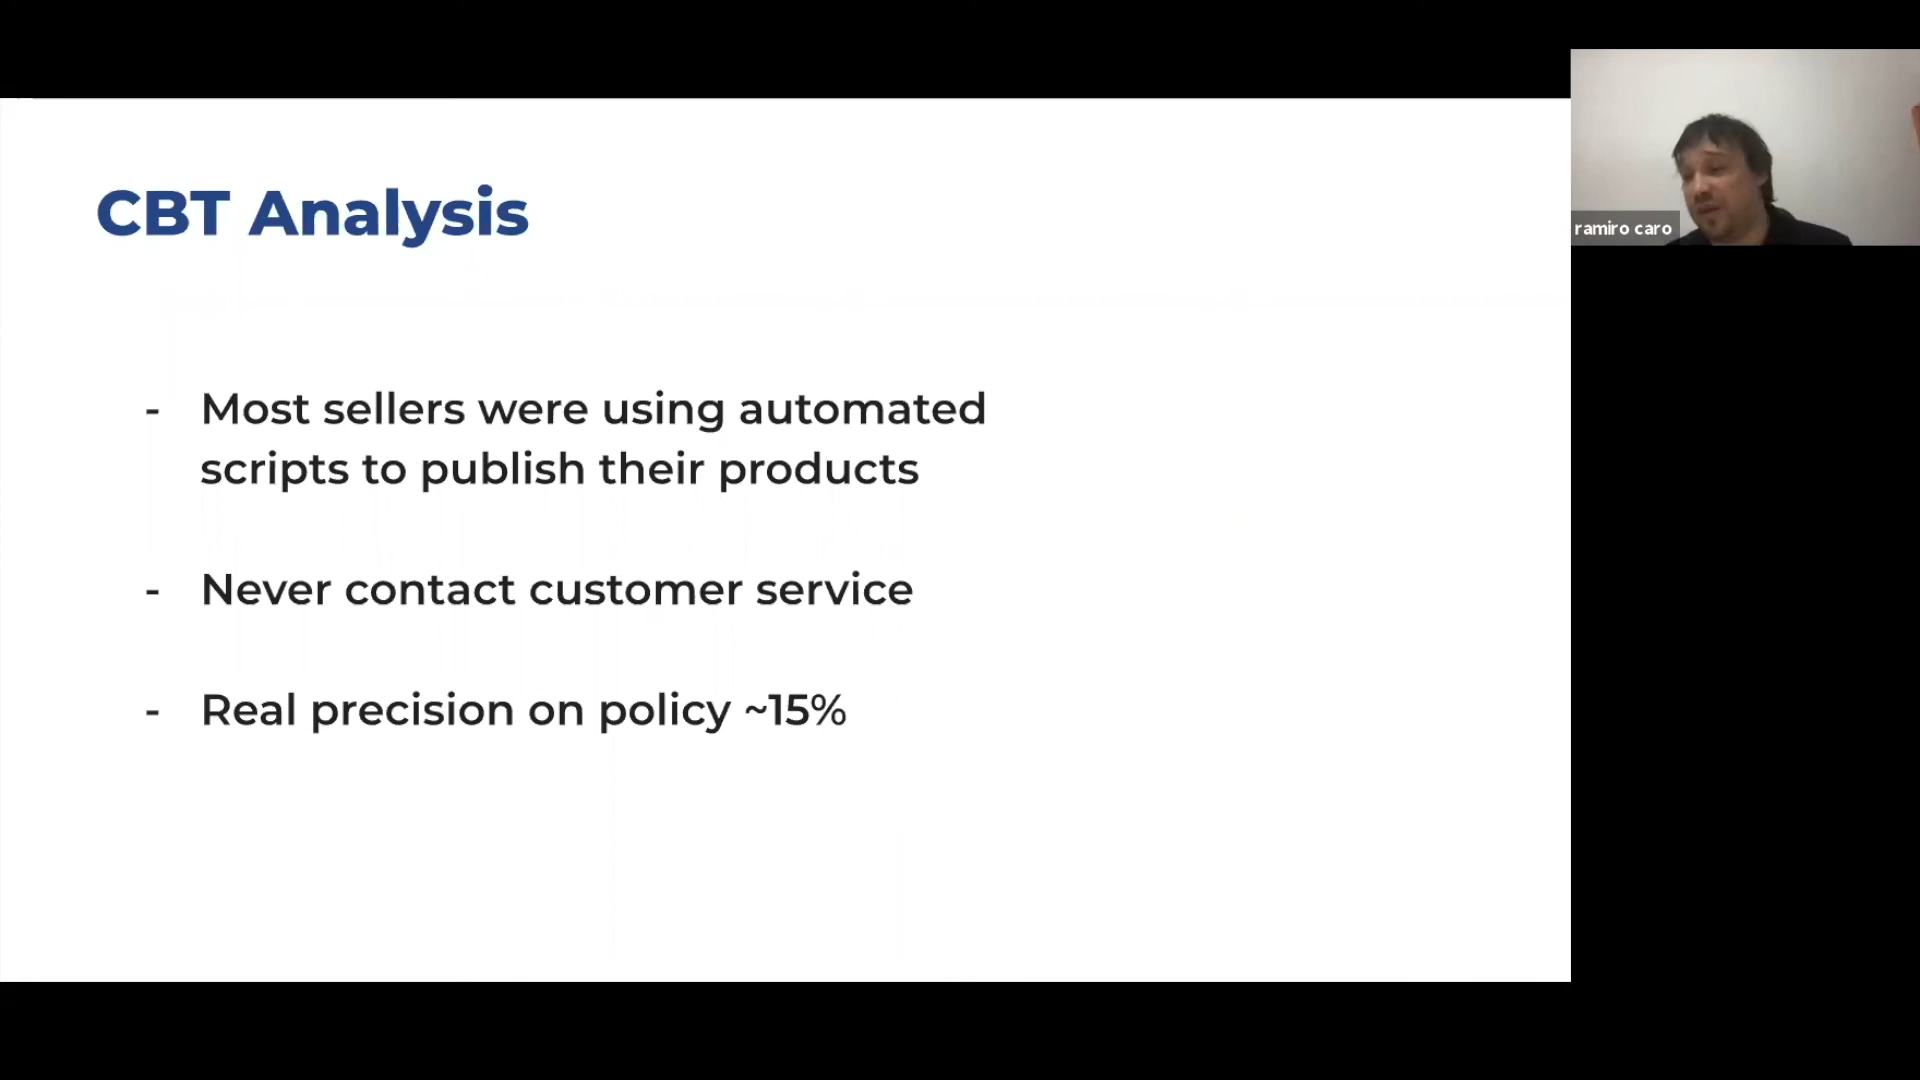 CBT Analysis
- Most sellers were using automated
scripts to publish their products
- Never contact customer service
- Real precision on policy ~15%
ramiro caro